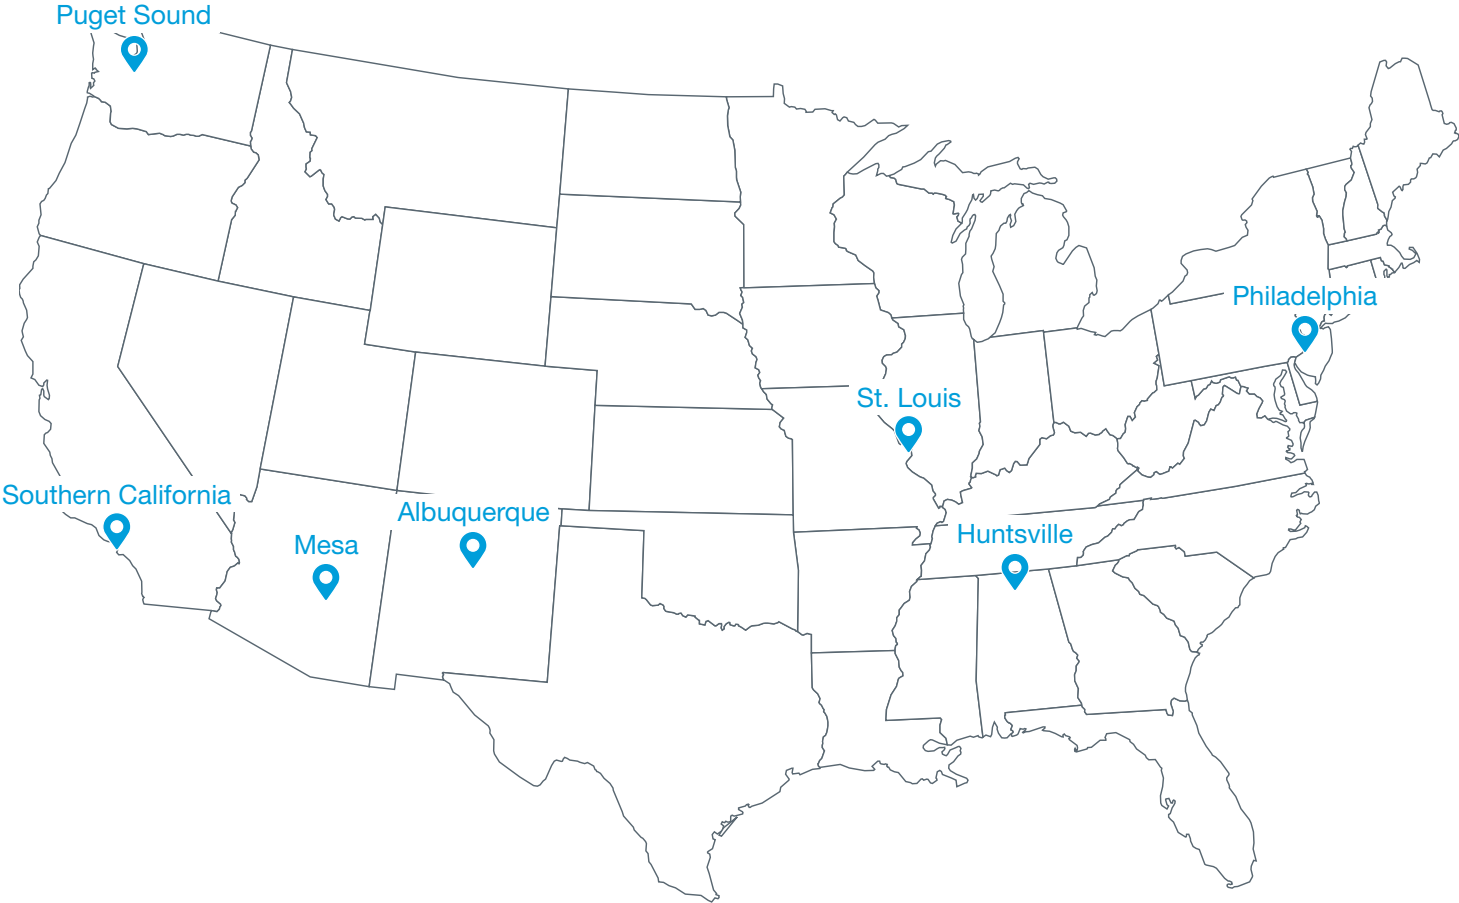 Puget Sound
Philadelphia
St. Louis
Southern California
Albuquerque
Huntsville
Mesa